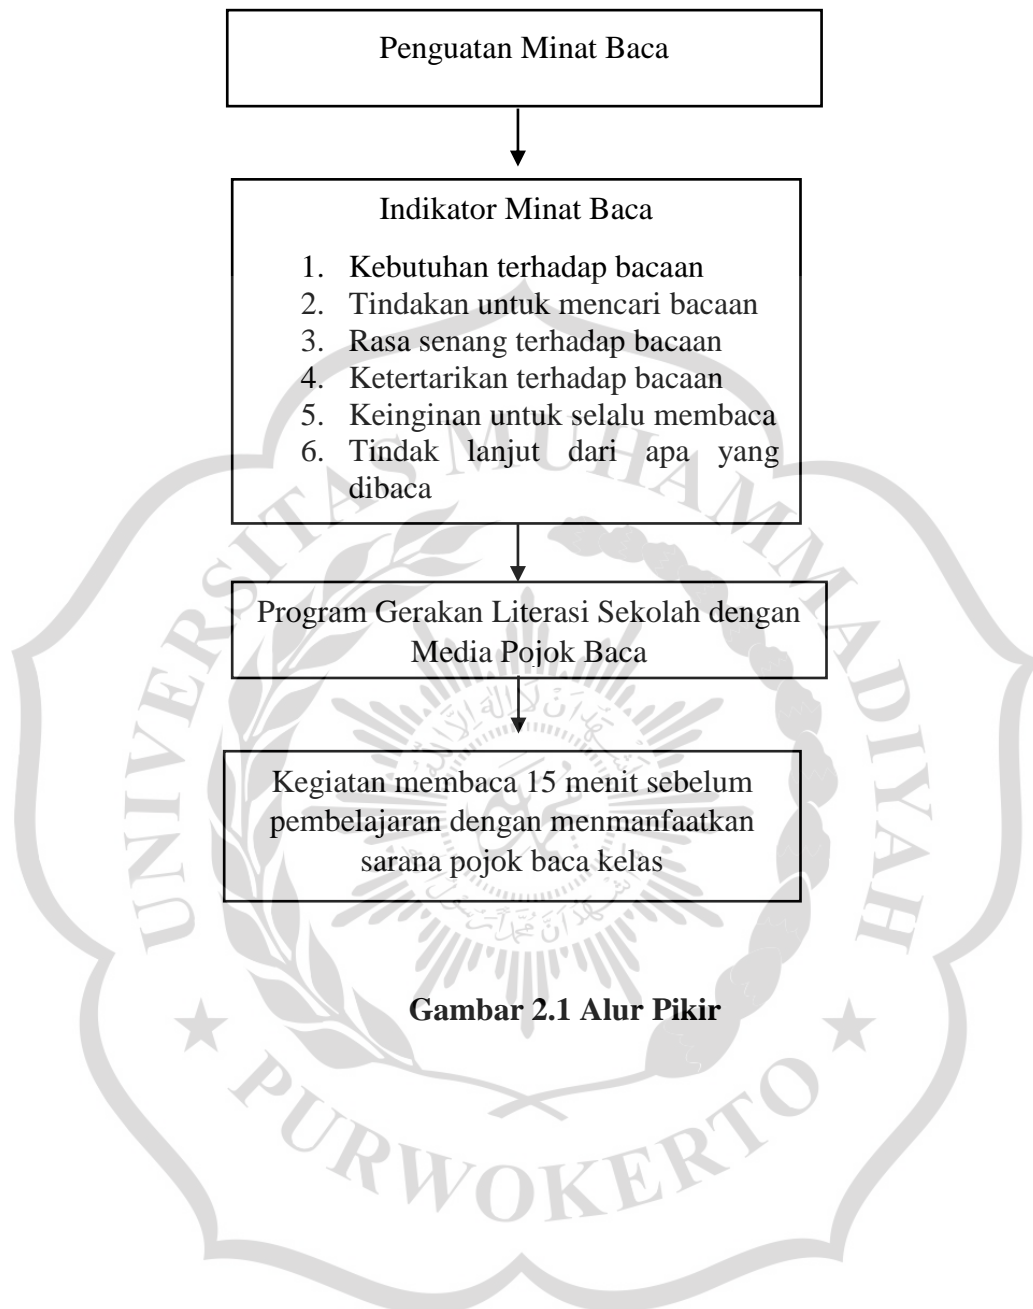 Penguatan Minat Baca
Indikator Minat Baca
1. Kebutuhan terhadap bacaan
2. Tindakan untuk mencari bacaan
3. Rasa senang terhadap bacaan
4. Ketertarikan terhadap bacaan
5. Keinginan untuk selalu membaca
6. Tindak lanjut dari apa yang
dibaca
Program Gerakan Literasi Sekolah dengan
Media Pojok Baca
Kegiatan membaca 15 menit sebelum
pembelajaran dengan menmanfaatkan
sarana pojok baca kelas
Gambar 2.1 Alur Pikir
UNIVERSITAS MUHAMMADIYAH
PURWOKERTO